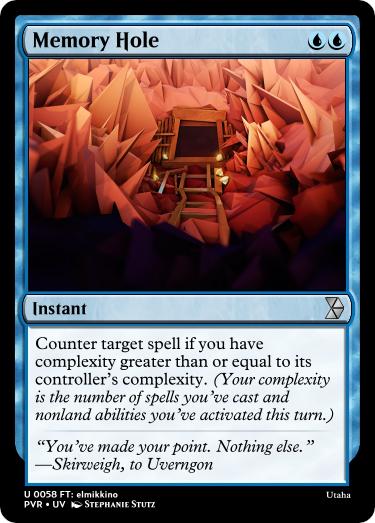 Memory Hole
Instant
Counter target spell if you have
complexity greater than or equal to its
controller's complexity. (Your complexity
is the number of spells you've cast and
nonland abilities you've activated this turn.)
“You've made your point. Nothing else.”
—Skirweigh, to Uverngon
U 0058 FT: elmikkino
Utaha
PVR • UV STEPHANIE STUTZ